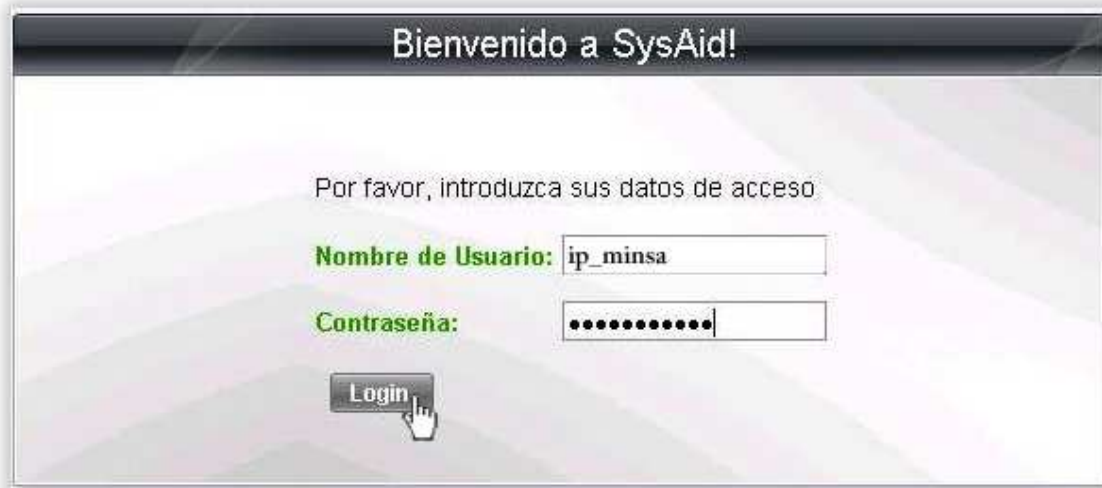 Bienvenido a SysAid!
Por favor, introduzca sus datos de acceso
Nombre de Usuario: ip_minsa
Contraseña: •••••••••••
Login